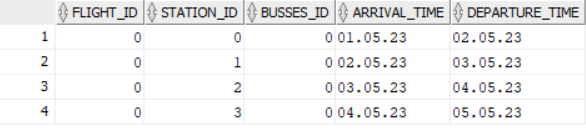 FLIGHT_ID STATION_ID BUSSES_ID ARRIVAL_TIME DEPARTURE_TIME
1 0 0 0 01.05.23 02.05.23
2 0 1 0 02.05.23 03.05.23
3 0 2 0 03.05.23 04.05.23
4 0 3 0 04.05.23 05.05.23